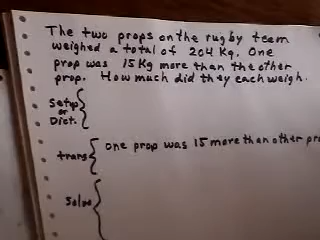 The two props on the rugby team
weighed a total of 204 Kg. One
prop was 15 Kg more than the other
prop. How much did they each weigh.
Setup
or
Dict.
trans
one prop was 15 more than other
Solve